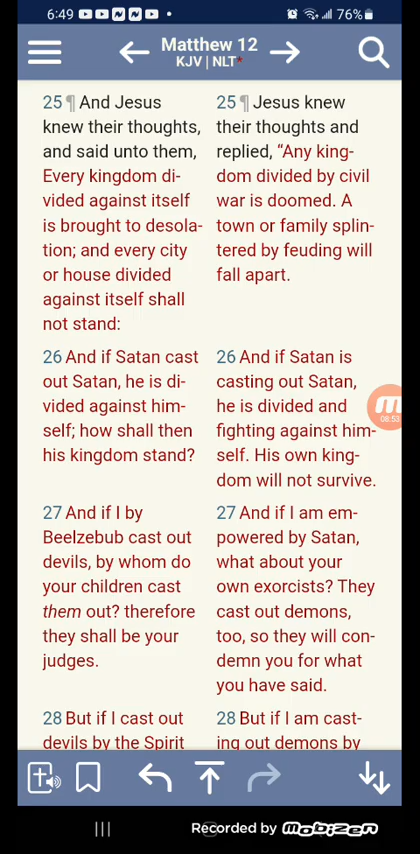 6:49
76%
Matthew 12
KJV | NLT*
25 ¶ And Jesus
knew their thoughts,
and said unto them,
Every kingdom di-
vided against itself
is brought to desola-
tion; and every city
or house divided
against itself shall
not stand:
25 ¶ Jesus knew
their thoughts and
replied, “Any king-
dom divided by civil
war is doomed. A
town or family splin-
tered by feuding will
fall apart.
26 And if Satan cast
out Satan, he is di-
vided against him-
self; how shall then
his kingdom stand?
26 And if Satan is
casting out Satan,
he is divided and
fighting against him-
self. His own king-
dom will not survive.
08:53
27 And if I by
Beelzebub cast out
devils, by whom do
your children cast
them out? therefore
they shall be your
judges.
27 And if I am em-
powered by Satan,
what about your
own exorcists? They
cast out demons,
too, so they will con-
demn you for what
you have said.
28 But if I cast out
devils by the Spirit
28 But if I am cast-
ing out demons by
Recorded by mobizen